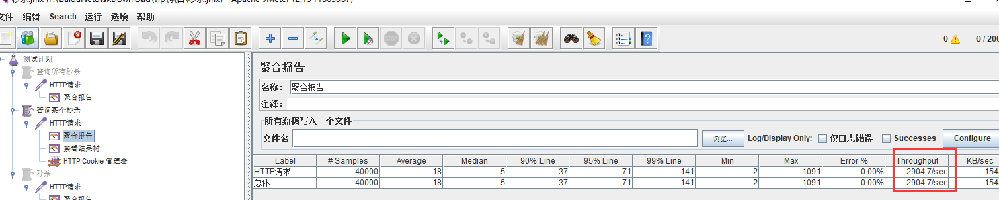 文件 编辑 Search 运行 选项 帮助
0 0 / 200
测试计划
查询所有秒杀
HTTP请求
聚合报告
查询某个秒杀
HTTP请求
聚合报告
察看结果树
HTTP Cookie 管理器
秒杀
HTTP请求
聚合报告
聚合报告
名称： 聚合报告
注释：
所有数据写入一个文件
文件名 浏览... Log/Display Only: 仅日志错误 Successes Configure
Label # Samples Average Median 90% Line 95% Line 99% Line Min Max Error % Throughput KB/sec
HTTP请求 40000 18 5 37 71 141 2 1091 0.00% 2904.7/sec 154
总体 40000 18 5 37 71 141 2 1091 0.00% 2904.7/sec 154